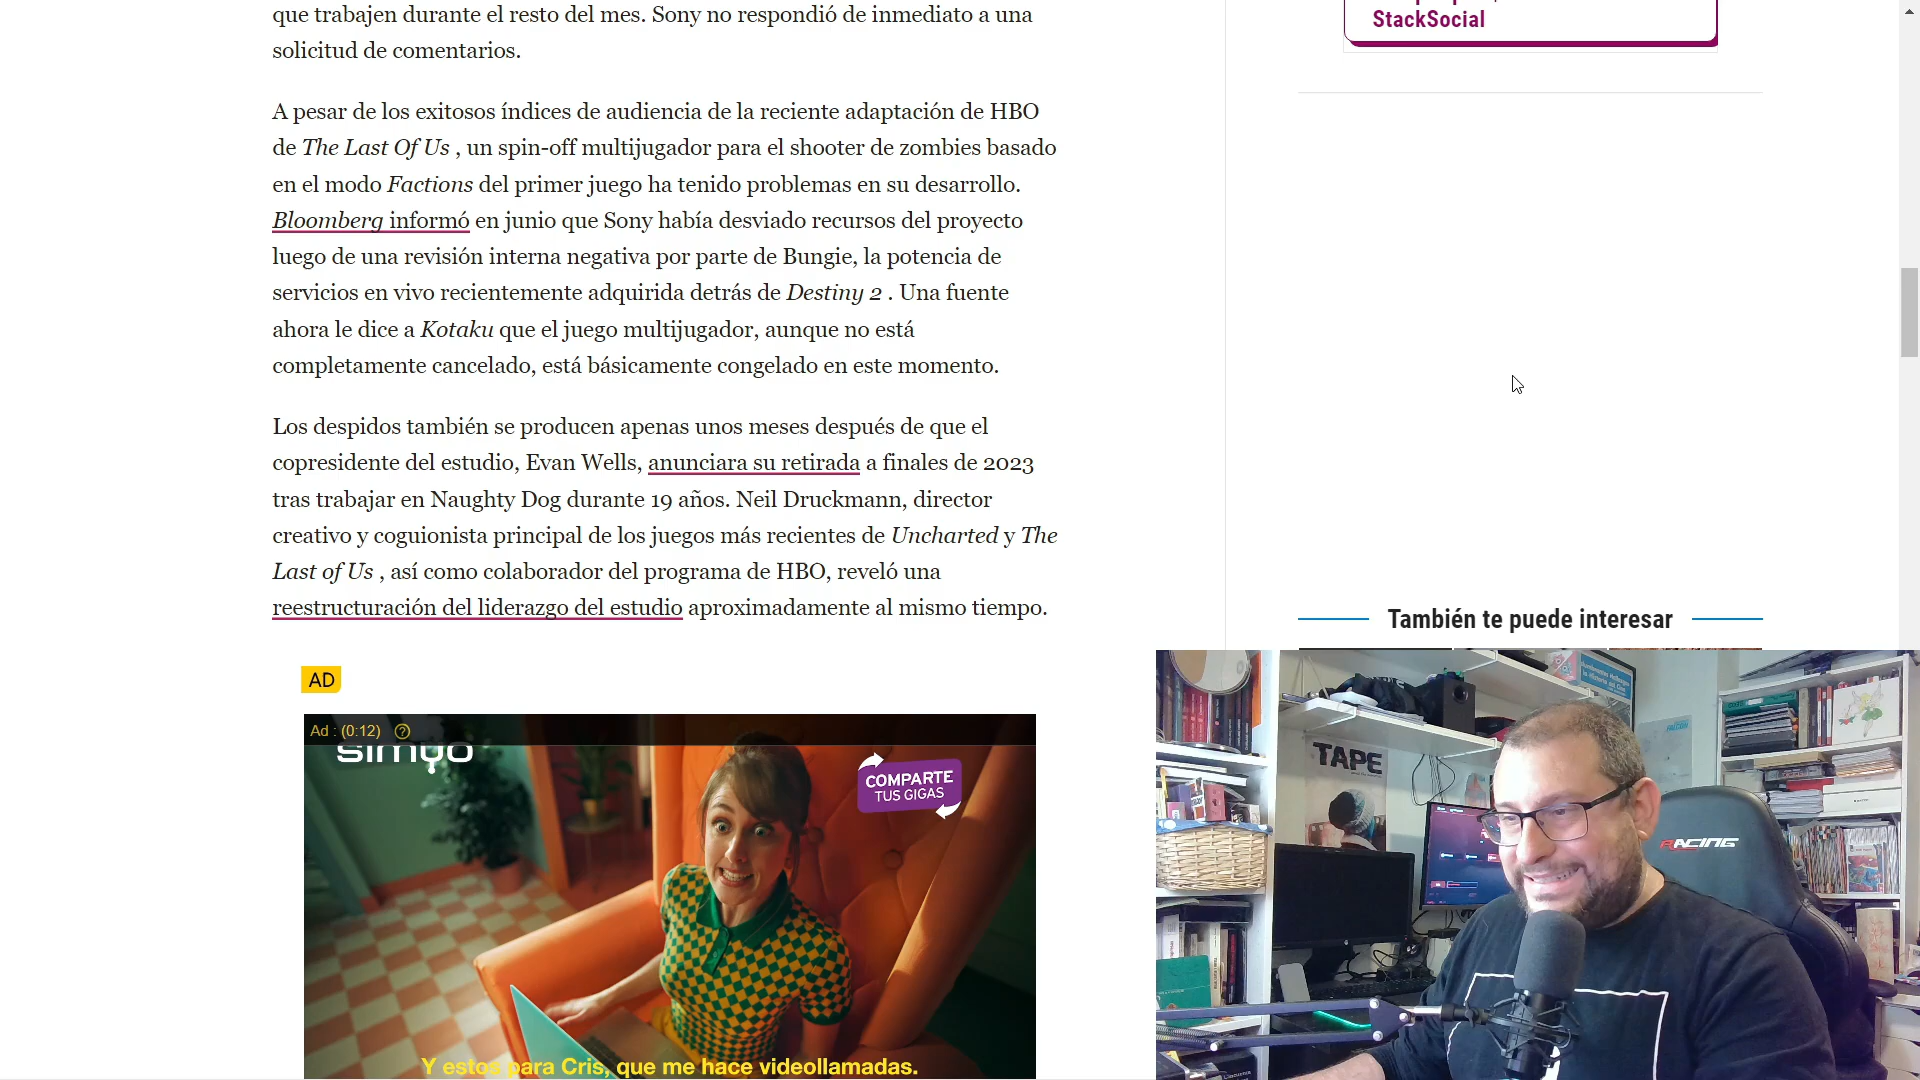 que trabajen durante el resto del mes. Sony no respondió de inmediato a una
solicitud de comentarios.
A pesar de los exitosos índices de audiencia de la reciente adaptación de HBO
de The Last Of Us , un spin-off multijugador para el shooter de zombies basado
en el modo Factions del primer juego ha tenido problemas en su desarrollo.
Bloomberg informó en junio que Sony había desviado recursos del proyecto
luego de una revisión interna negativa por parte de Bungie, la potencia de
servicios en vivo recientemente adquirida detrás de Destiny 2 . Una fuente
ahora le dice a Kotaku que el juego multijugador, aunque no está
completamente cancelado, está básicamente congelado en este momento.
Los despidos también se producen apenas unos meses después de que el
copresidente del estudio, Evan Wells, anunciara su retirada a finales de 2023
tras trabajar en Naughty Dog durante 19 años. Neil Druckmann, director
creativo y coguionista principal de los juegos más recientes de Uncharted y The
Last of Us , así como colaborador del programa de HBO, reveló una
reestructuración del liderazgo del estudio aproximadamente al mismo tiempo.
AD
Ad : (0:12) ?
simyo
COMPARTE
TUS GIGAS
Y estos para Cris, que me hace videollamadas.
StackSocial
También te puede interesar
TAPE
RACING